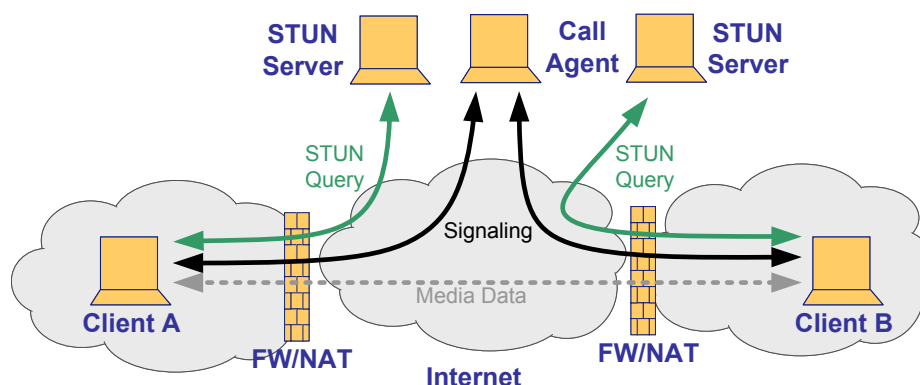 STUN
Server
Call
Agent
STUN
Server
STUN
Query
STUN
Query
Signaling
Media Data
Client A
Client B
FW/NAT
FW/NAT
Internet